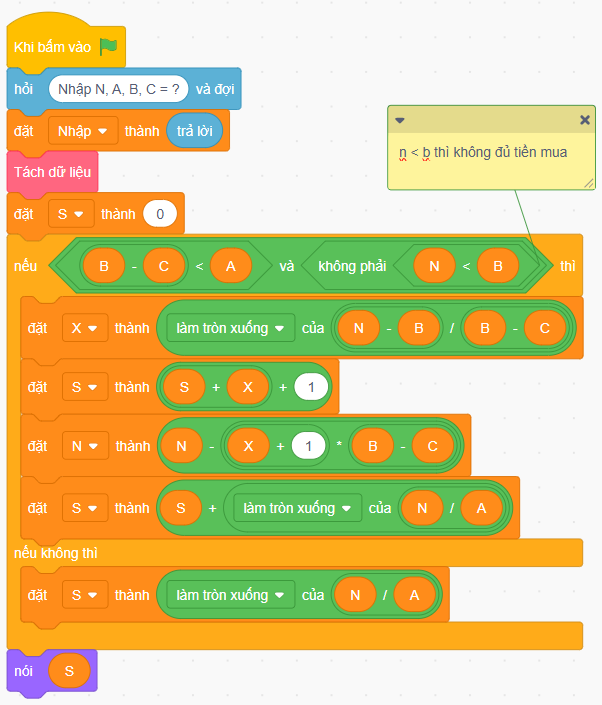 Khi bấm vào
hỏi Nhập N, A, B, C = ? và đợi
đặt Nhập thành trả lời
Tách dữ liệu
đặt S thành 0
n < b thì không đủ tiền mua
nếu B - C < A và không phải N < B thì
đặt X thành làm tròn xuống của N - B / B - C
đặt S thành S + X + 1
đặt N thành N - X + 1 * B - C
đặt S thành S + làm tròn xuống của N / A
nếu không thì
đặt S thành làm tròn xuống của N / A
nói S